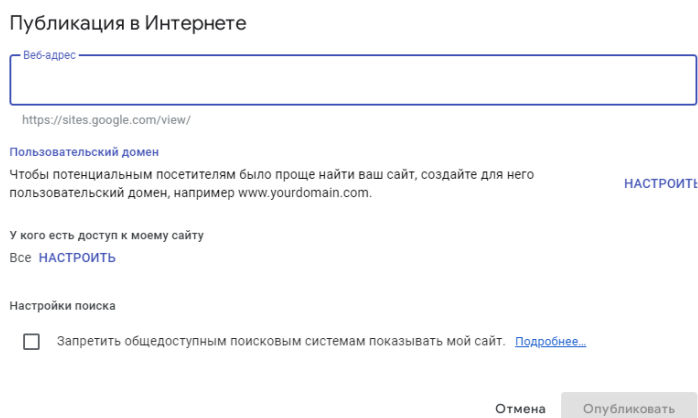 Публикация в Интернете
Веб-адрес
https://sites.google.com/view/
Пользовательский домен
Чтобы потенциальным посетителям было проще найти ваш сайт, создайте для него
пользовательский домен, например www.yourdomain.com.
НАСТРОИТЬ
У кого есть доступ к моему сайту
Все НАСТРОИТЬ
Настройки поиска
Запретить общедоступным поисковым системам показывать мой сайт. Подробнее...
Отмена Опубликовать